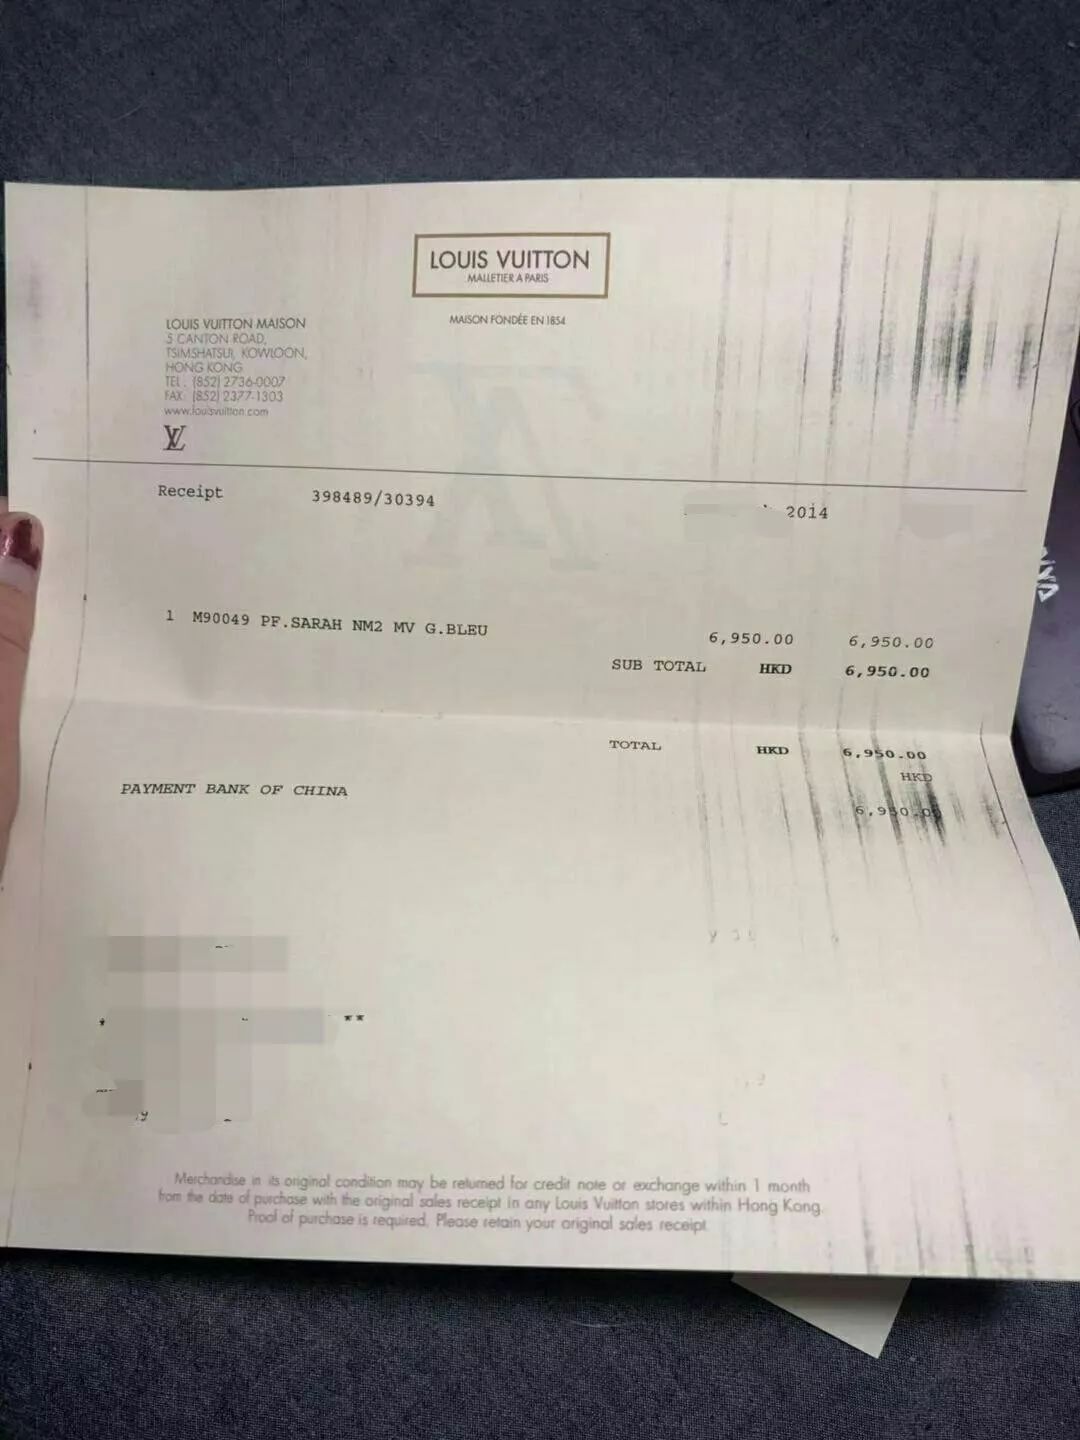 LOUIS VUITTON
MALLETIER A PARIS
MAISON FONDÉE EN 1854
LOUIS VUITTON MAISON
5 CANTON ROAD,
TSIMSHATSUI, KOWLOON,
HONG KONG
TEL : (852) 2736-0007
FAX : (852) 2377-1303
www.louisvuitton.com
LV
Receipt 398489/30394 2014
1 M90049 PF.SARAH NM2 MV G.BLEU 6,950.00 6,950.00
SUB TOTAL HKD 6,950.00
TOTAL HKD 6,950.00
HKD
PAYMENT BANK OF CHINA 6,950.00
**
Merchandise in its original condition may be returned for credit note or exchange within 1 month
from the date of purchase with the original sales receipt in any Louis Vuitton stores within Hong Kong.
Proof of purchase is required. Please retain your original sales receipt.